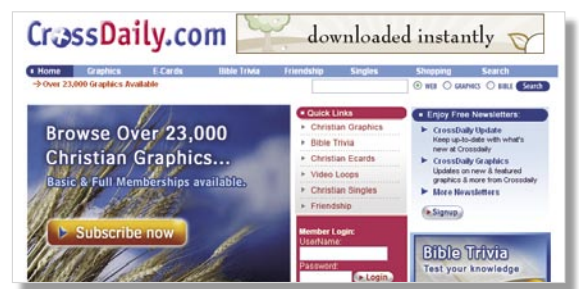 CrossDaily.com
downloaded instantly
Home Graphics E-Cards Bible Trivia Friendship Singles Shopping Search
Over 23,000 Graphics Available
WEB GRAPHICS BIBLE Search
Browse Over 23,000
Christian Graphics...
Basic & Full Memberships available.
Subscribe now
Quick Links
Christian Graphics
Bible Trivia
Christian Ecards
Video Loops
Christian Singles
Friendship
Member Login:
UserName:
Password:
Login
Enjoy Free Newsletters:
CrossDaily Update
Keep up-to-date with what's
new at Crossdaily
CrossDaily Graphics
Updates on new & featured
graphics & more from Crossdaily
More Newsletters
Signup
Bible Trivia
Test your knowledge